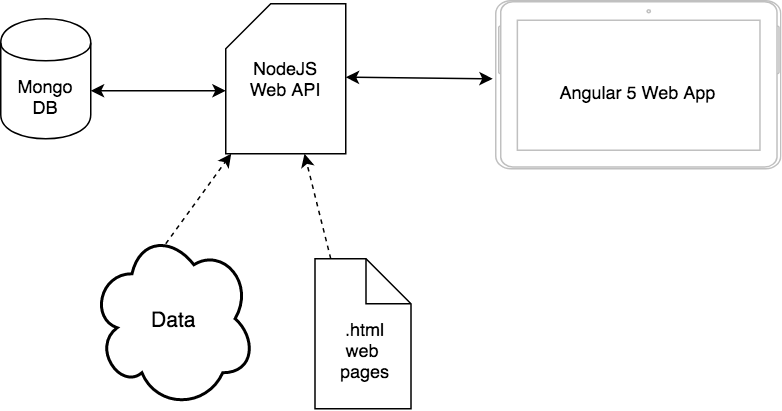 Mongo
DB
NodeJS
Web API
Angular 5 Web App
Data
.html
web
pages